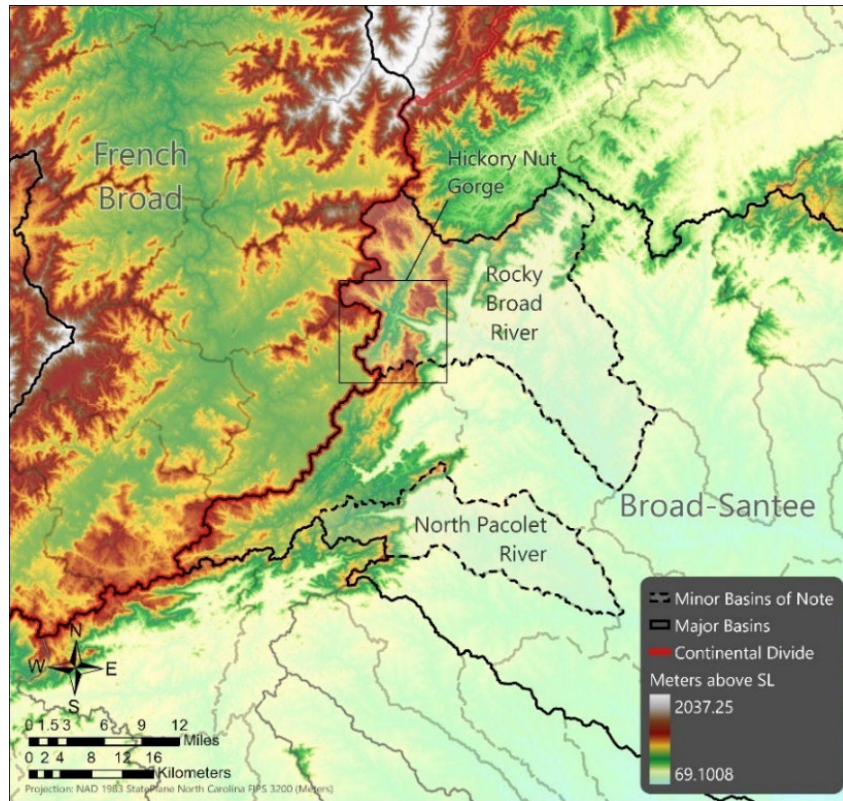 French
Broad
Hickory Nut
Gorge
Rocky
Broad
River
Broad-Santee
North Pacolet
River
Minor Basins of Note
Major Basins
Continental Divide
Meters above SL
2037.25
69.1008
N
W E
S
0 1.5 3 6 9 12
Miles
0 2 4 8 12 16
Kilometers
Projection: NAD 1983 StatePlane North Carolina FIPS 3200 (Meters)